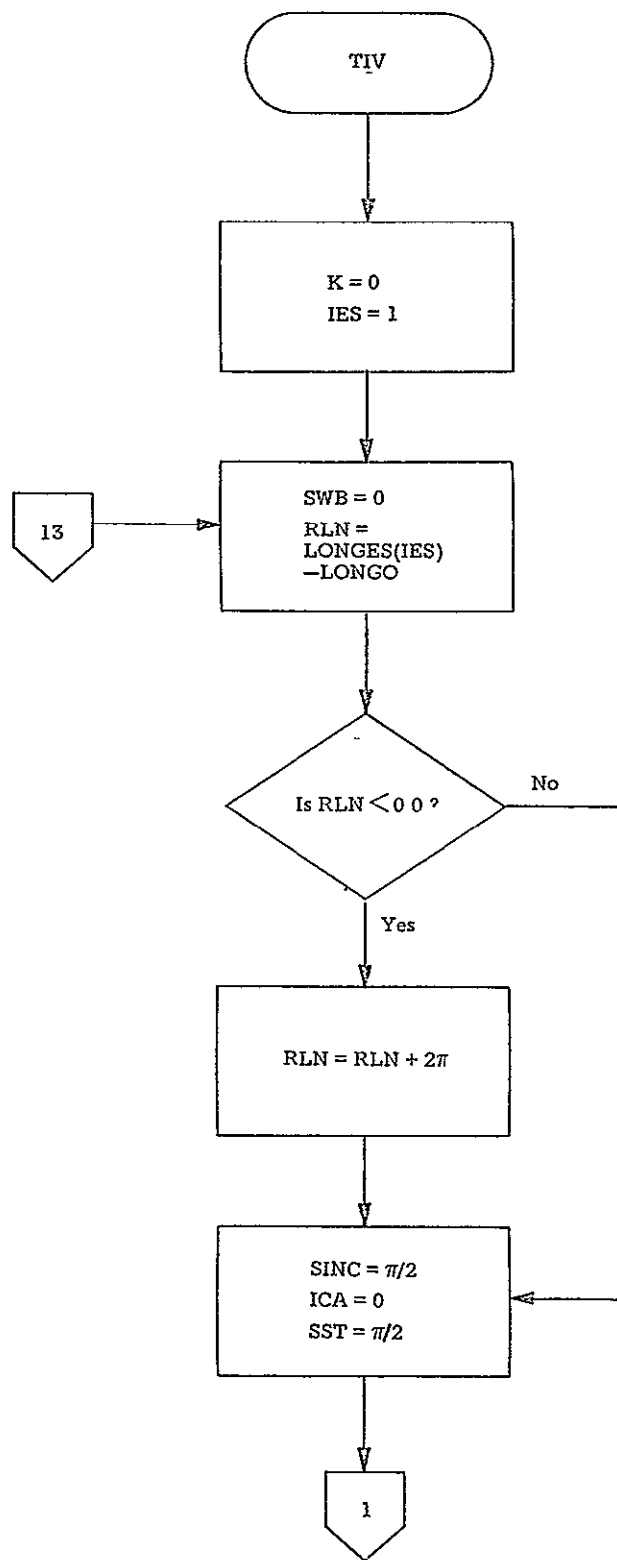 TIV
K = 0
IES = 1
13
SWB = 0
RLN =
LONGES(IES)
—LONGO
Is RLN < 0 0 ?
No
Yes
RLN = RLN + 2π
SINC = π/2
ICA = 0
SST = π/2
1